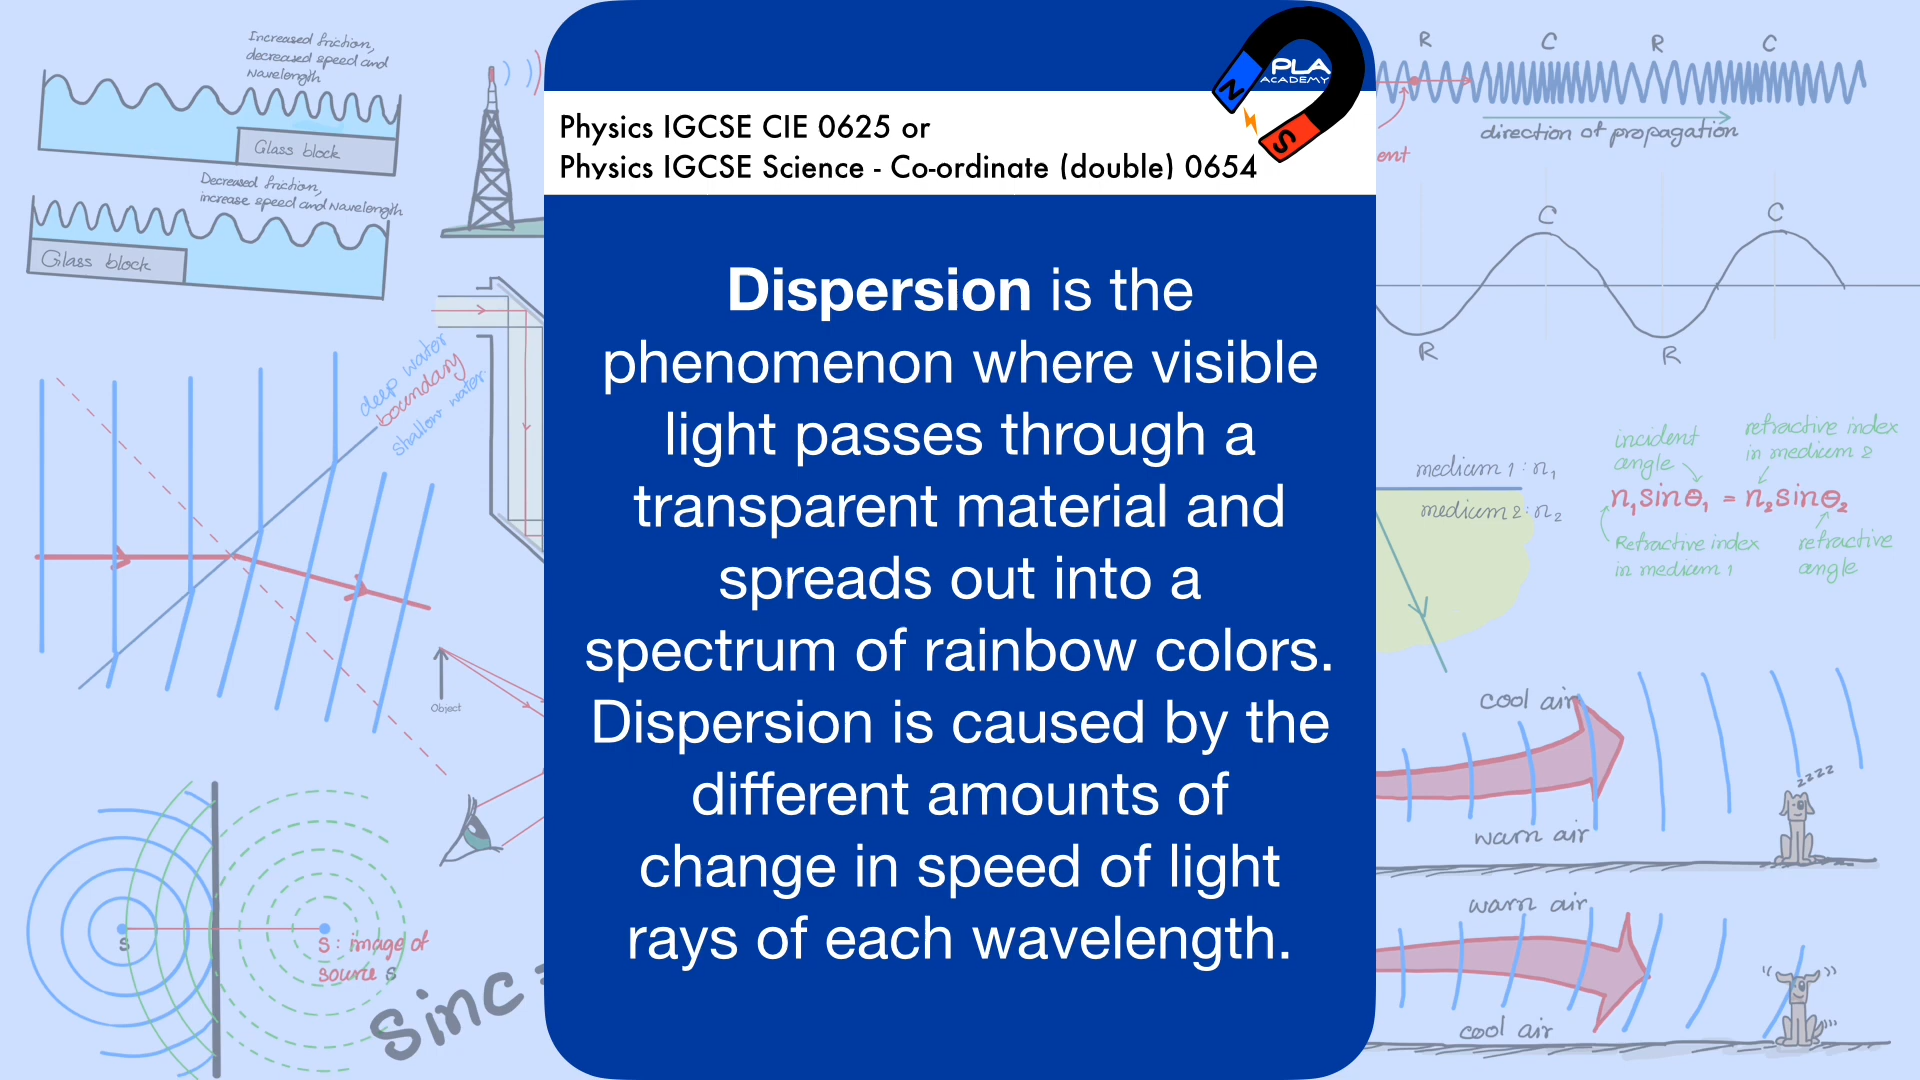 Increased friction,
decreased speed and
wavelength
Glass block
Decreased friction,
increase speed and wavelength
Glass block
deep water
boundary
shallow water
Object
S
S : image of
source S
Sinc =
PLA
ACADEMY
N
S
Physics IGCSE CIE 0625 or
Physics IGCSE Science - Co-ordinate (double) 0654
Dispersion is the
phenomenon where visible
light passes through a
transparent material and
spreads out into a
spectrum of rainbow colors.
Dispersion is caused by the
different amounts of
change in speed of light
rays of each wavelength.
R C R C
direction of propagation
ent
C C
R R
medium 1 : n₁
medium 2 : n₂
incident
angle
refractive index
in medium 2
n₁sinθ₁ = n₂sinθ₂
Refractive index
in medium 1
refractive
angle
cool air
zzzz
warm air
warm air
cool air